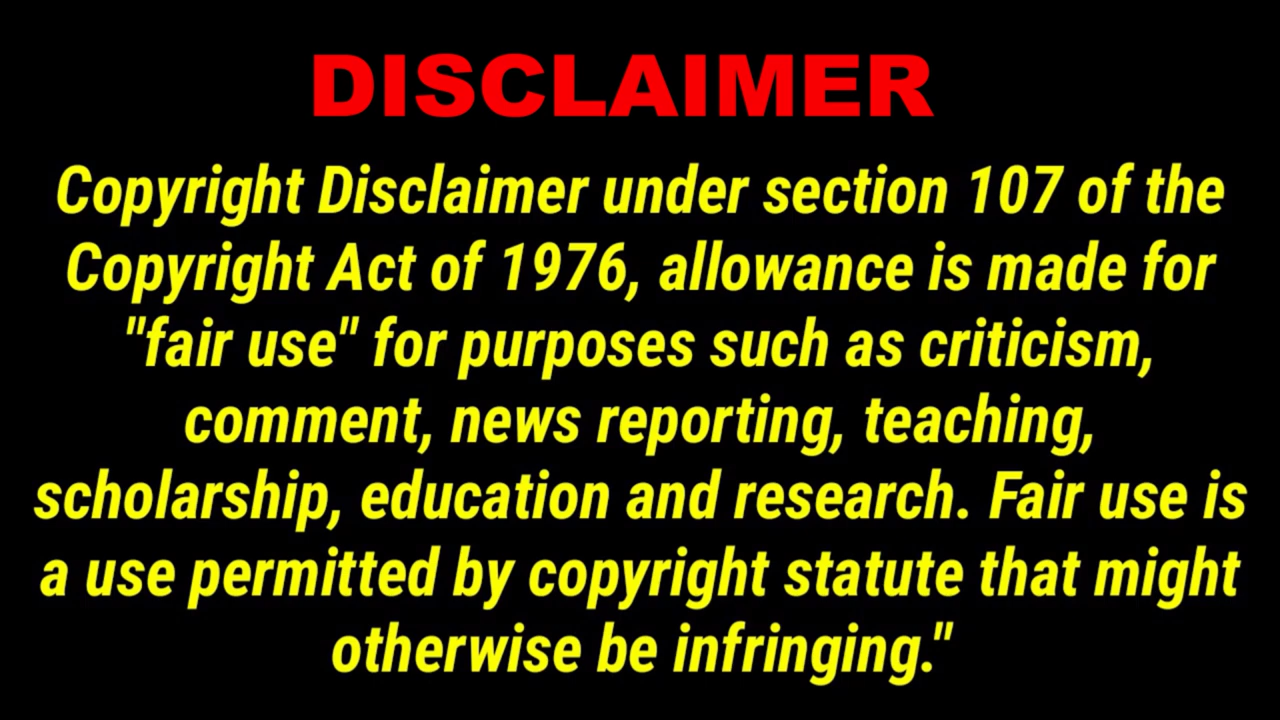 DISCLAIMER
Copyright Disclaimer under section 107 of the
Copyright Act of 1976, allowance is made for
"fair use" for purposes such as criticism,
comment, news reporting, teaching,
scholarship, education and research. Fair use is
a use permitted by copyright statute that might
otherwise be infringing."